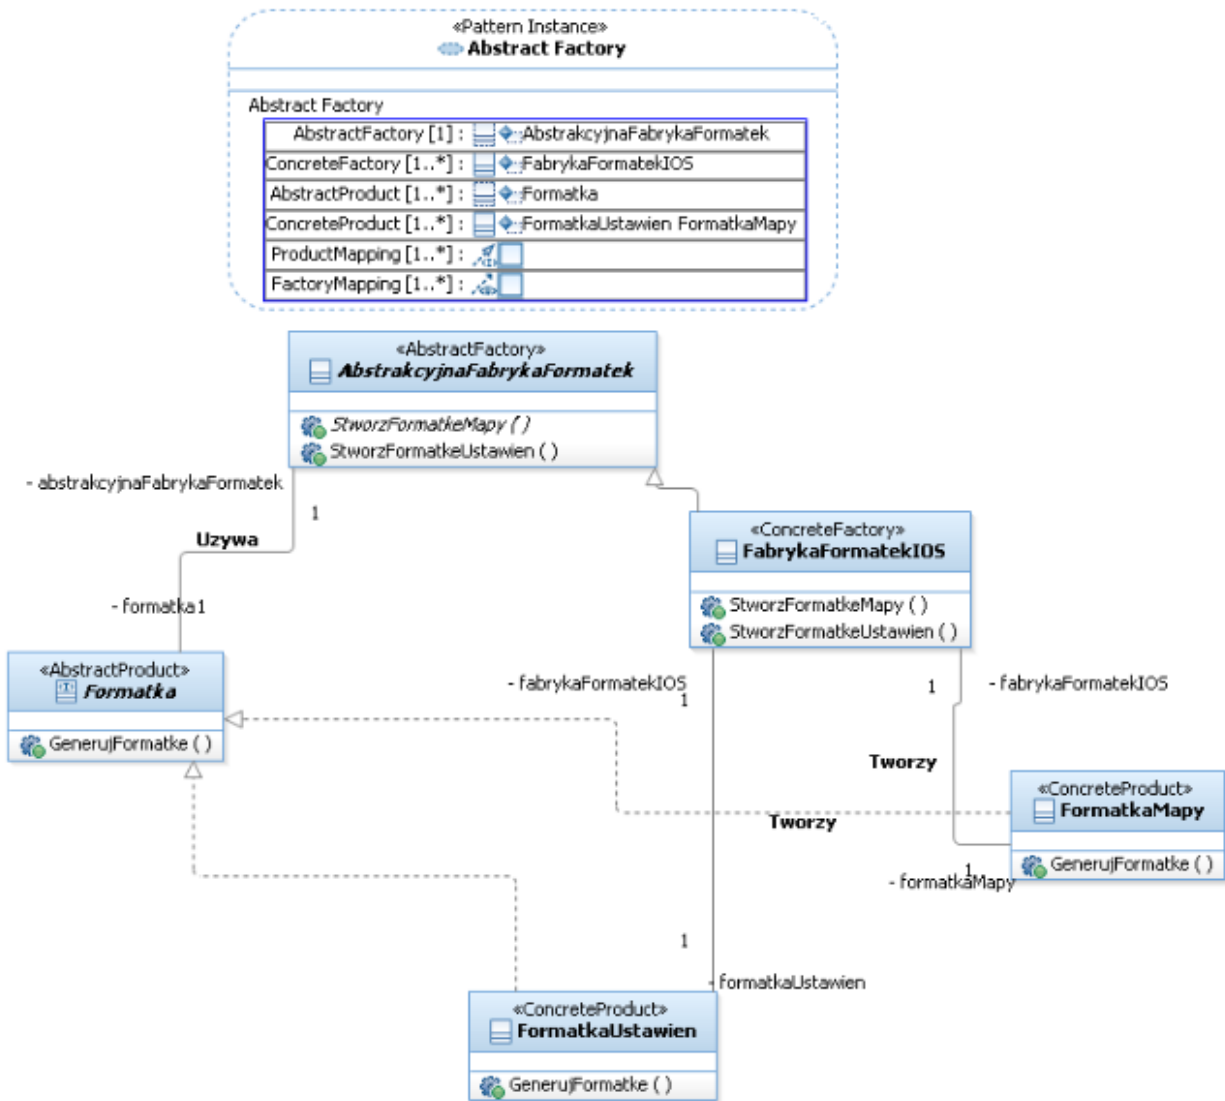 «Pattern Instance»
Abstract Factory
Abstract Factory
AbstractFactory [1] : AbstrakcyjnaFabrykaFormatek
ConcreteFactory [1..*] : FabrykaFormatekIOS
AbstractProduct [1..*] : Formatka
ConcreteProduct [1..*] : FormatkaUstawien FormatkaMapy
ProductMapping [1..*] :
FactoryMapping [1..*] :
«AbstractFactory»
AbstrakcyjnaFabrykaFormatek
StworzFormatkeMapy ( )
StworzFormatkeUstawien ( )
- abstrakcyjnaFabrykaFormatek
1
Uzywa
- formatka1
«ConcreteFactory»
FabrykaFormatekIOS
StworzFormatkeMapy ( )
StworzFormatkeUstawien ( )
«AbstractProduct»
Formatka
GenerujFormatke ( )
- fabrykaFormatekIOS
1
1
- fabrykaFormatekIOS
Tworzy
Tworzy
«ConcreteProduct»
FormatkaMapy
GenerujFormatke ( )
1
- formatkaMapy
1
- formatkaUstawien
«ConcreteProduct»
FormatkaUstawien
GenerujFormatke ( )